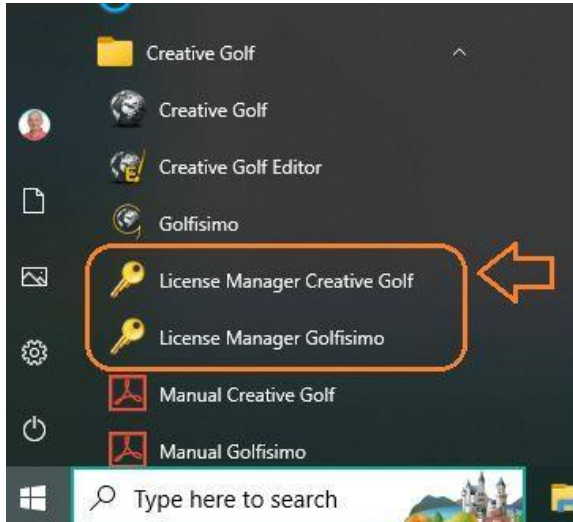 Creative Golf
Creative Golf
Creative Golf Editor
Golfisimo
License Manager Creative Golf
License Manager Golfisimo
Manual Creative Golf
Manual Golfisimo
Type here to search